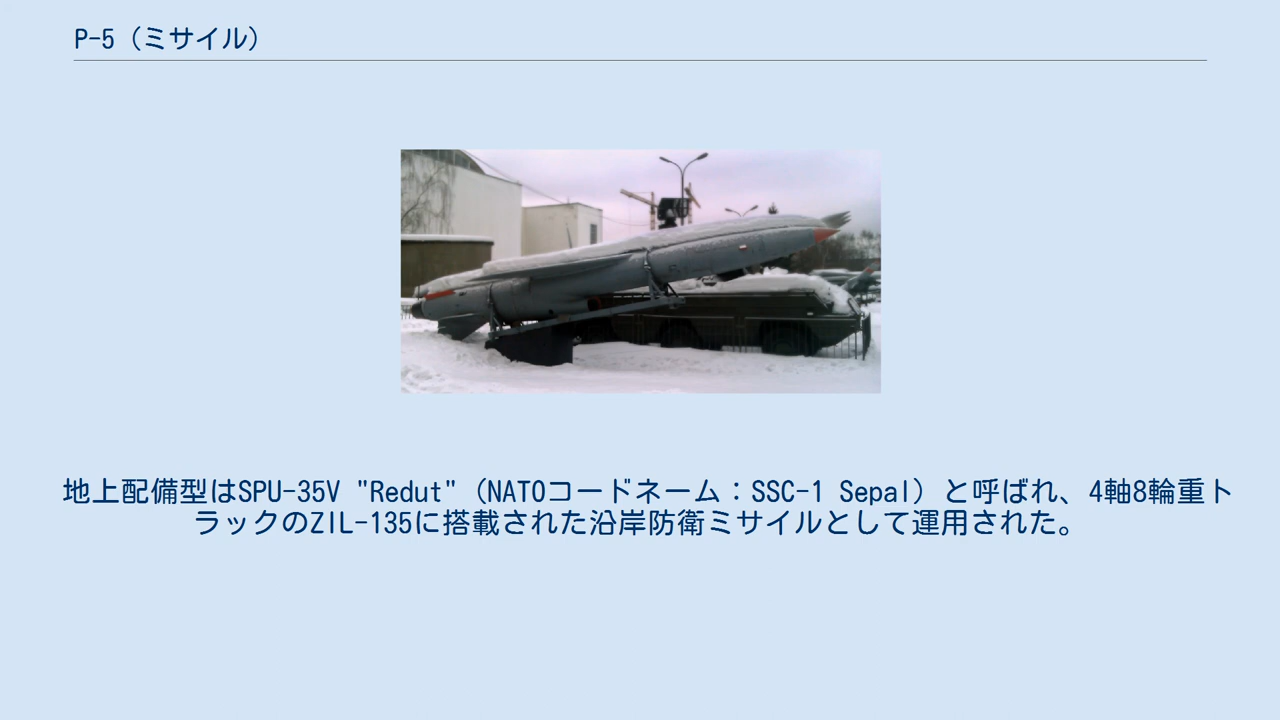 P-5（ミサイル）
地上配備型はSPU-35V "Redut"（NATOコードネーム：SSC-1 Sepal）と呼ばれ、4軸8輪重ト
ラックのZIL-135に搭載された沿岸防衛ミサイルとして運用された。